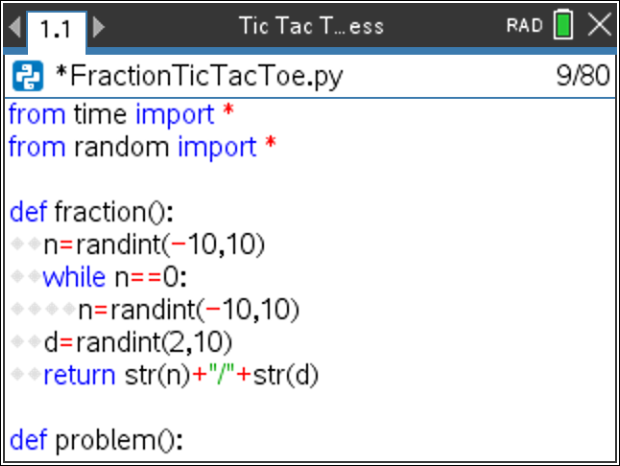 1.1 Tic Tac T...ess RAD
*FractionTicTacToe.py 9/80
from time import *
from random import *
def fraction():
n=randint(−10,10)
while n==0:
n=randint(−10,10)
d=randint(2,10)
return str(n)+"/"+str(d)
def problem():